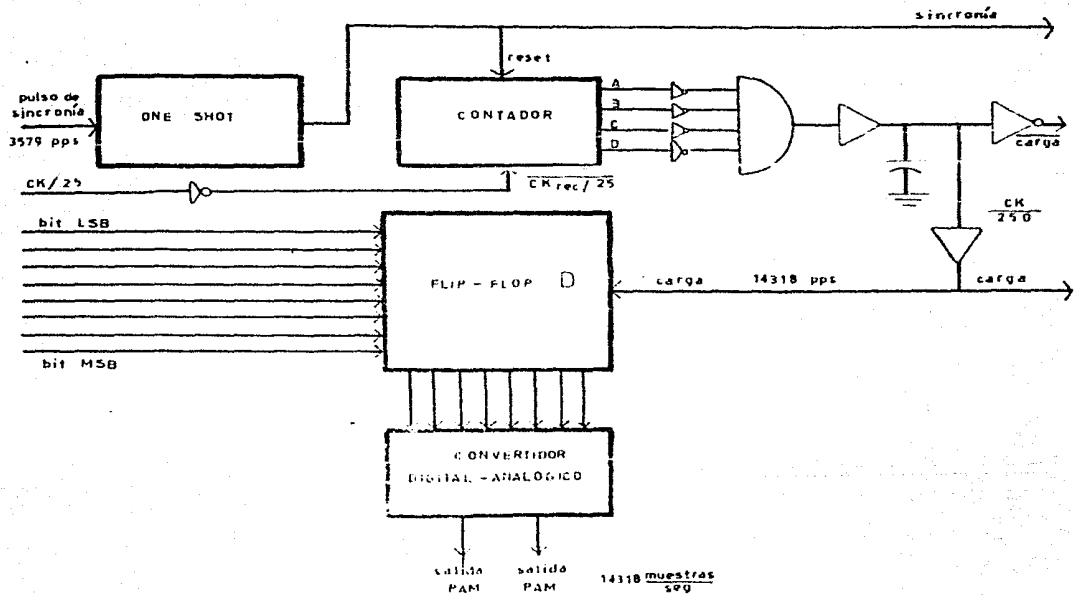 sincronía
reset
pulso de
sincronía
3579 pps
ONE SHOT
CONTADOR
A
B
C
D
carga
CK/25
CK rec/25
CK
250
bit LSB
FLIP-FLOP D
carga 14318 pps carga
bit MSB
CONVERTIDOR
DIGITAL-ANALOGICO
salida
PAM
salida
PAM
14318 muestras
seg